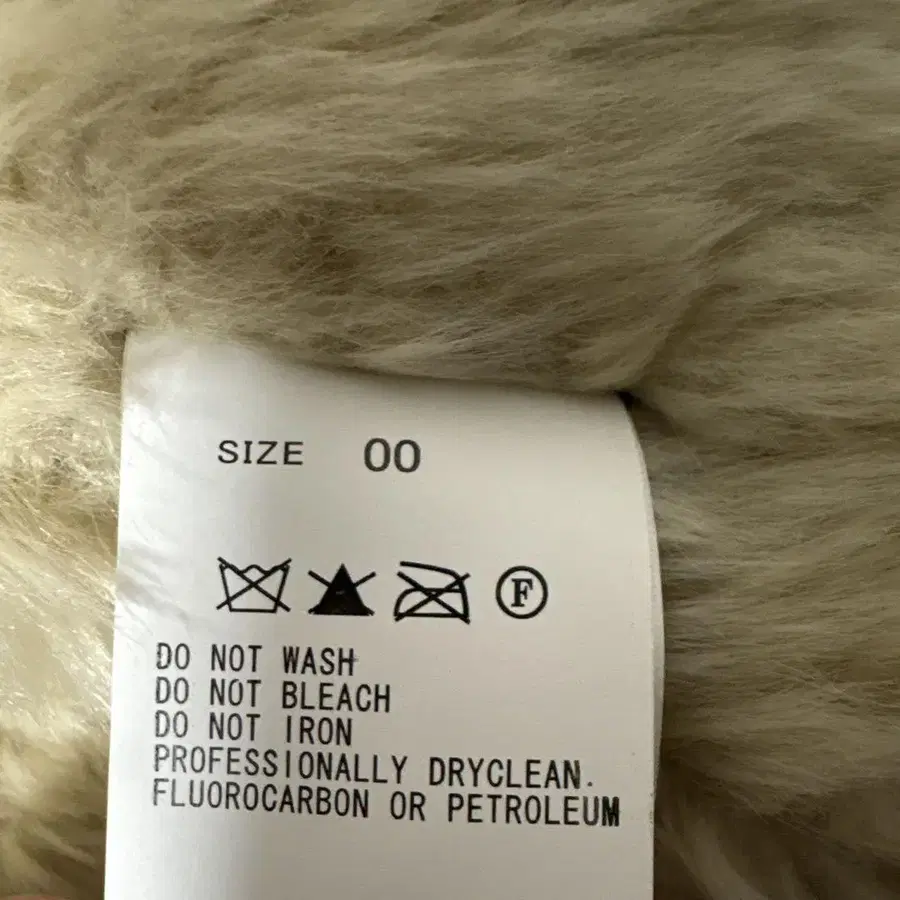 SIZE 00
F
DO NOT WASH
DO NOT BLEACH
DO NOT IRON
PROFESSIONALLY DRYCLEAN.
FLUOROCARBON OR PETROLEUM